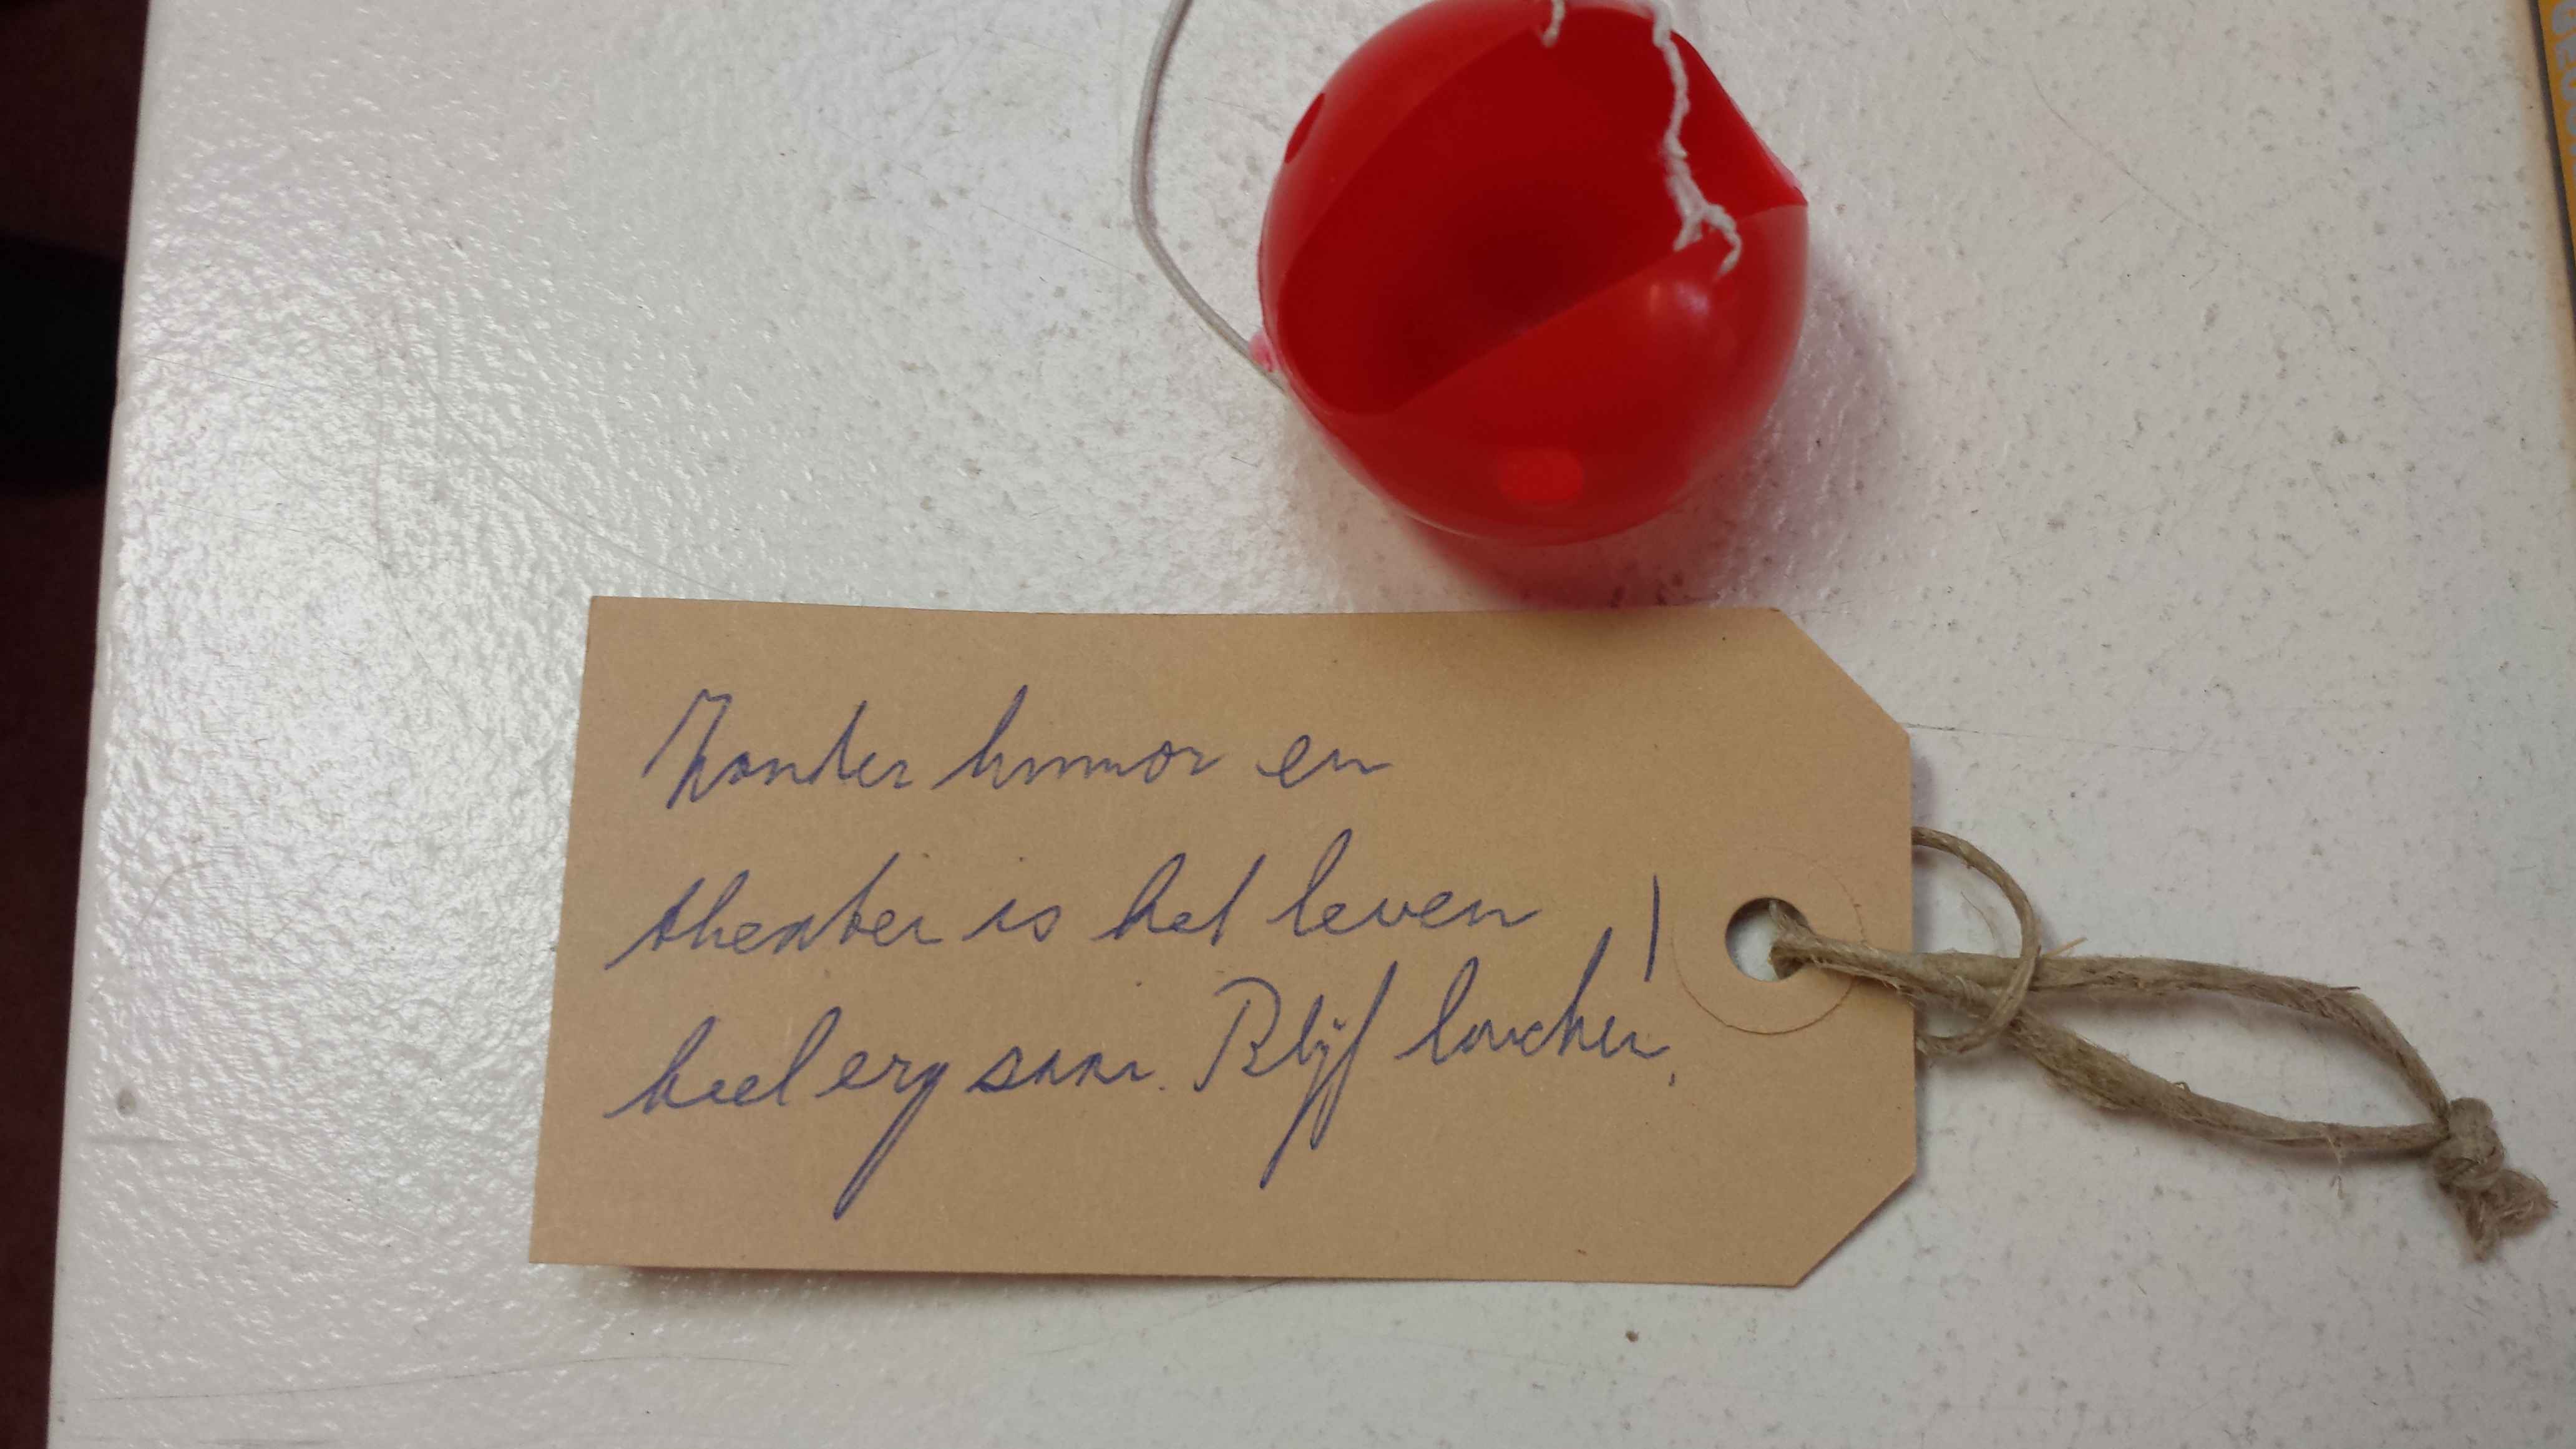 Zonder humor en
theater is het leven
heel erg saai. Blijf lachen!